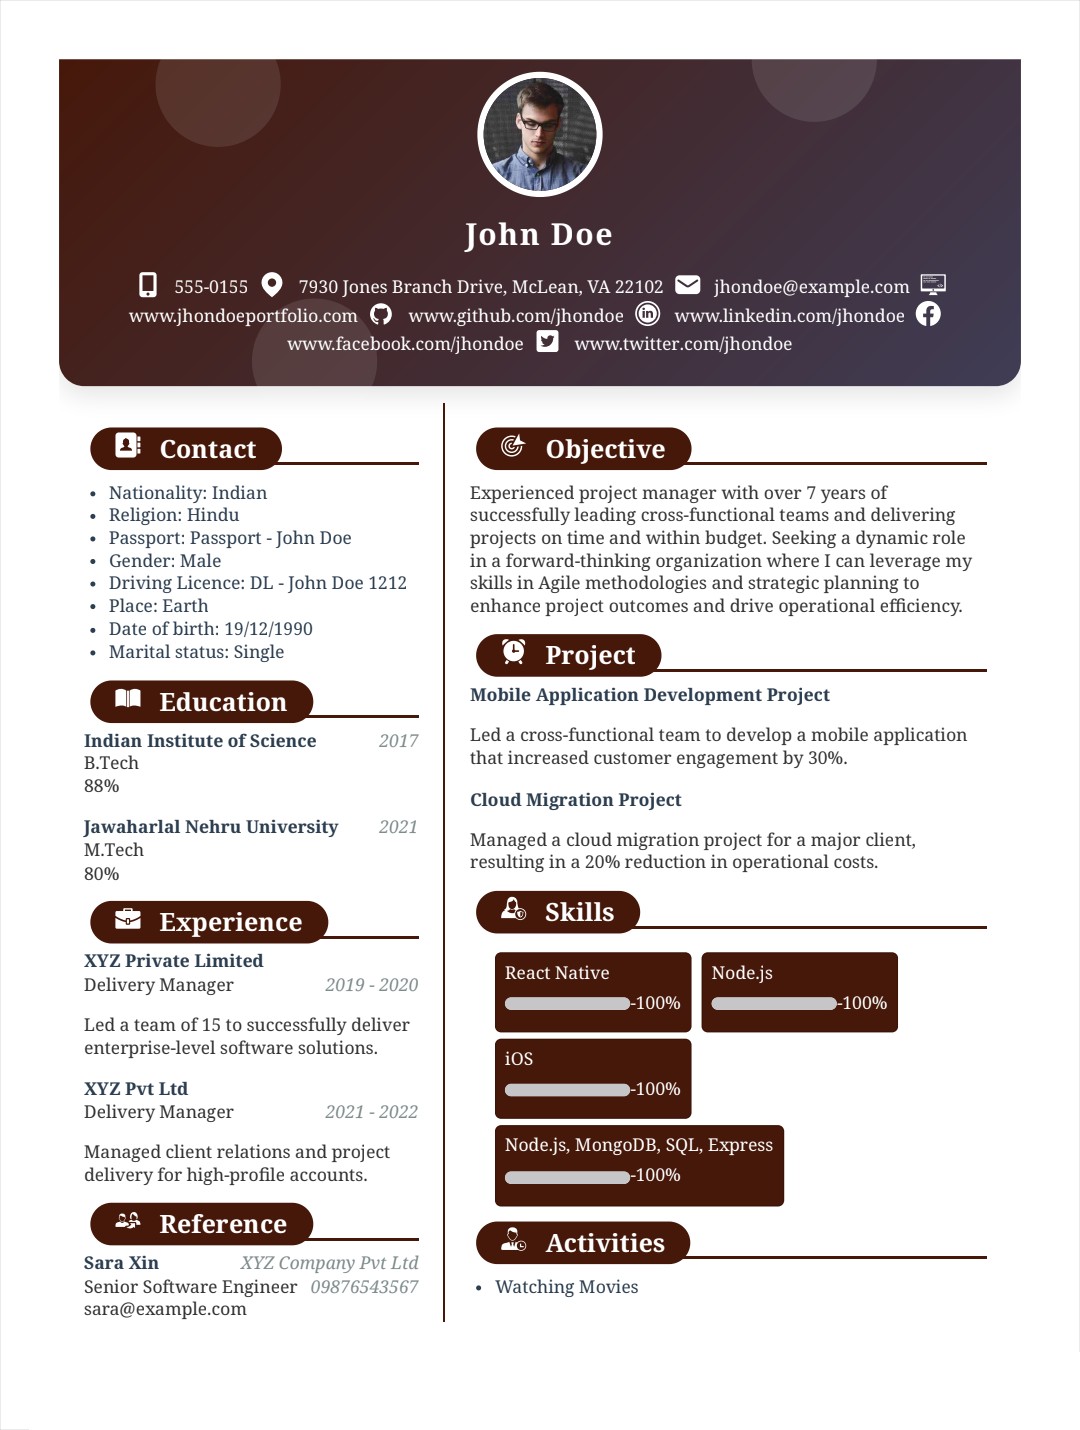 John Doe
555-0155 7930 Jones Branch Drive, McLean, VA 22102 jhondoe@example.com
www.jhondoeportfolio.com www.github.com/jhondoe www.linkedin.com/jhondoe
www.facebook.com/jhondoe www.twitter.com/jhondoe
Contact
• Nationality: Indian
• Religion: Hindu
• Passport: Passport - John Doe
• Gender: Male
• Driving Licence: DL - John Doe 1212
• Place: Earth
• Date of birth: 19/12/1990
• Marital status: Single
Education
Indian Institute of Science 2017
B.Tech
88%
Jawaharlal Nehru University 2021
M.Tech
80%
Experience
XYZ Private Limited
Delivery Manager 2019 - 2020
Led a team of 15 to successfully deliver
enterprise-level software solutions.
XYZ Pvt Ltd
Delivery Manager 2021 - 2022
Managed client relations and project
delivery for high-profile accounts.
Reference
Sara Xin XYZ Company Pvt Ltd
Senior Software Engineer 09876543567
sara@example.com
Objective
Experienced project manager with over 7 years of
successfully leading cross-functional teams and delivering
projects on time and within budget. Seeking a dynamic role
in a forward-thinking organization where I can leverage my
skills in Agile methodologies and strategic planning to
enhance project outcomes and drive operational efficiency.
Project
Mobile Application Development Project
Led a cross-functional team to develop a mobile application
that increased customer engagement by 30%.
Cloud Migration Project
Managed a cloud migration project for a major client,
resulting in a 20% reduction in operational costs.
Skills
React Native
-100%
Node.js
-100%
iOS
-100%
Node.js, MongoDB, SQL, Express
-100%
Activities
• Watching Movies